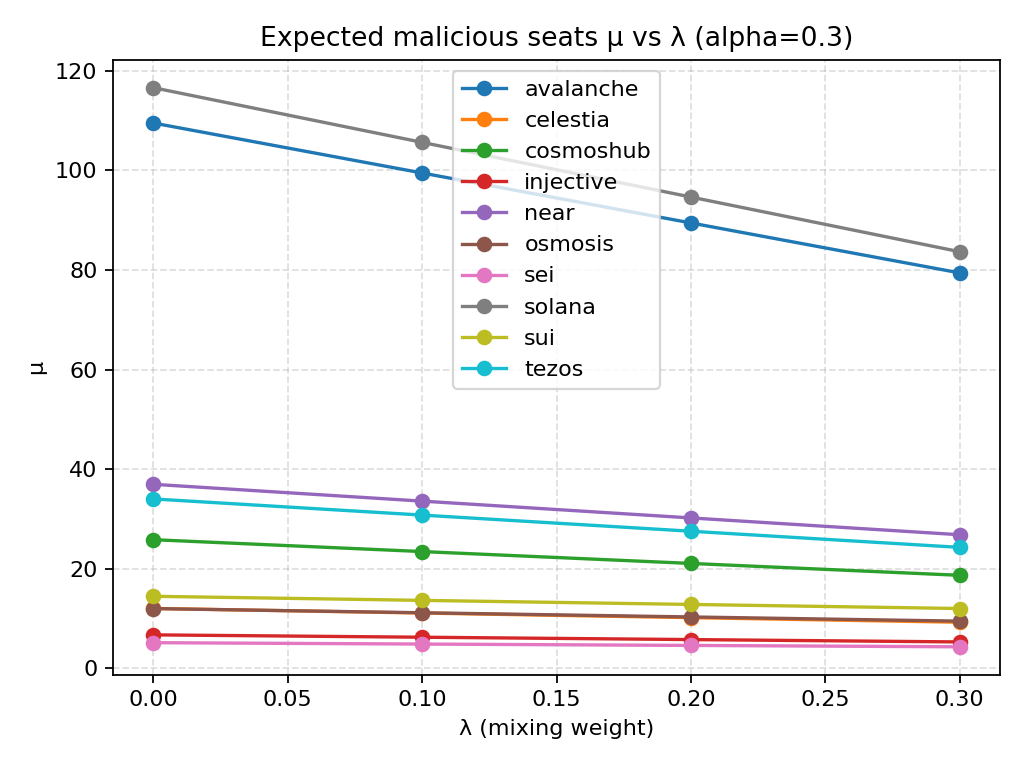 Expected malicious seats μ vs λ (alpha=0.3)
120
100
80
60
40
20
0
μ
avalanche
celestia
cosmoshub
injective
near
osmosis
sei
solana
sui
tezos
0.00 0.05 0.10 0.15 0.20 0.25 0.30
λ (mixing weight)